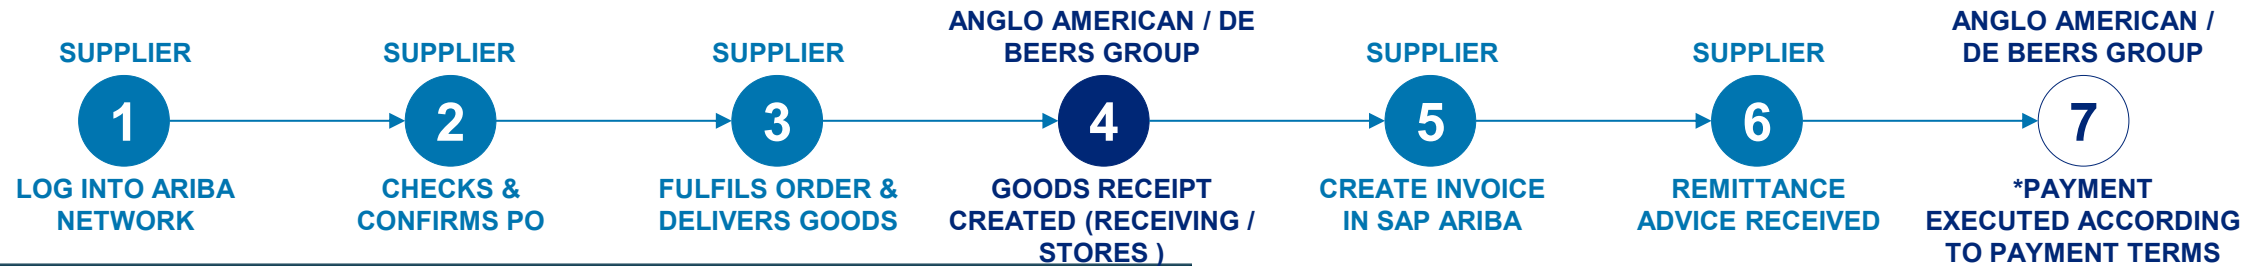 SUPPLIER
1
LOG INTO ARIBA
NETWORK
SUPPLIER
2
CHECKS &
CONFIRMS PO
SUPPLIER
3
FULFILS ORDER &
DELIVERS GOODS
ANGLO AMERICAN / DE
BEERS GROUP
4
GOODS RECEIPT
CREATED (RECEIVING /
STORES )
SUPPLIER
5
CREATE INVOICE
IN SAP ARIBA
SUPPLIER
6
REMITTANCE
ADVICE RECEIVED
ANGLO AMERICAN /
DE BEERS GROUP
7
*PAYMENT
EXECUTED ACCORDING
TO PAYMENT TERMS